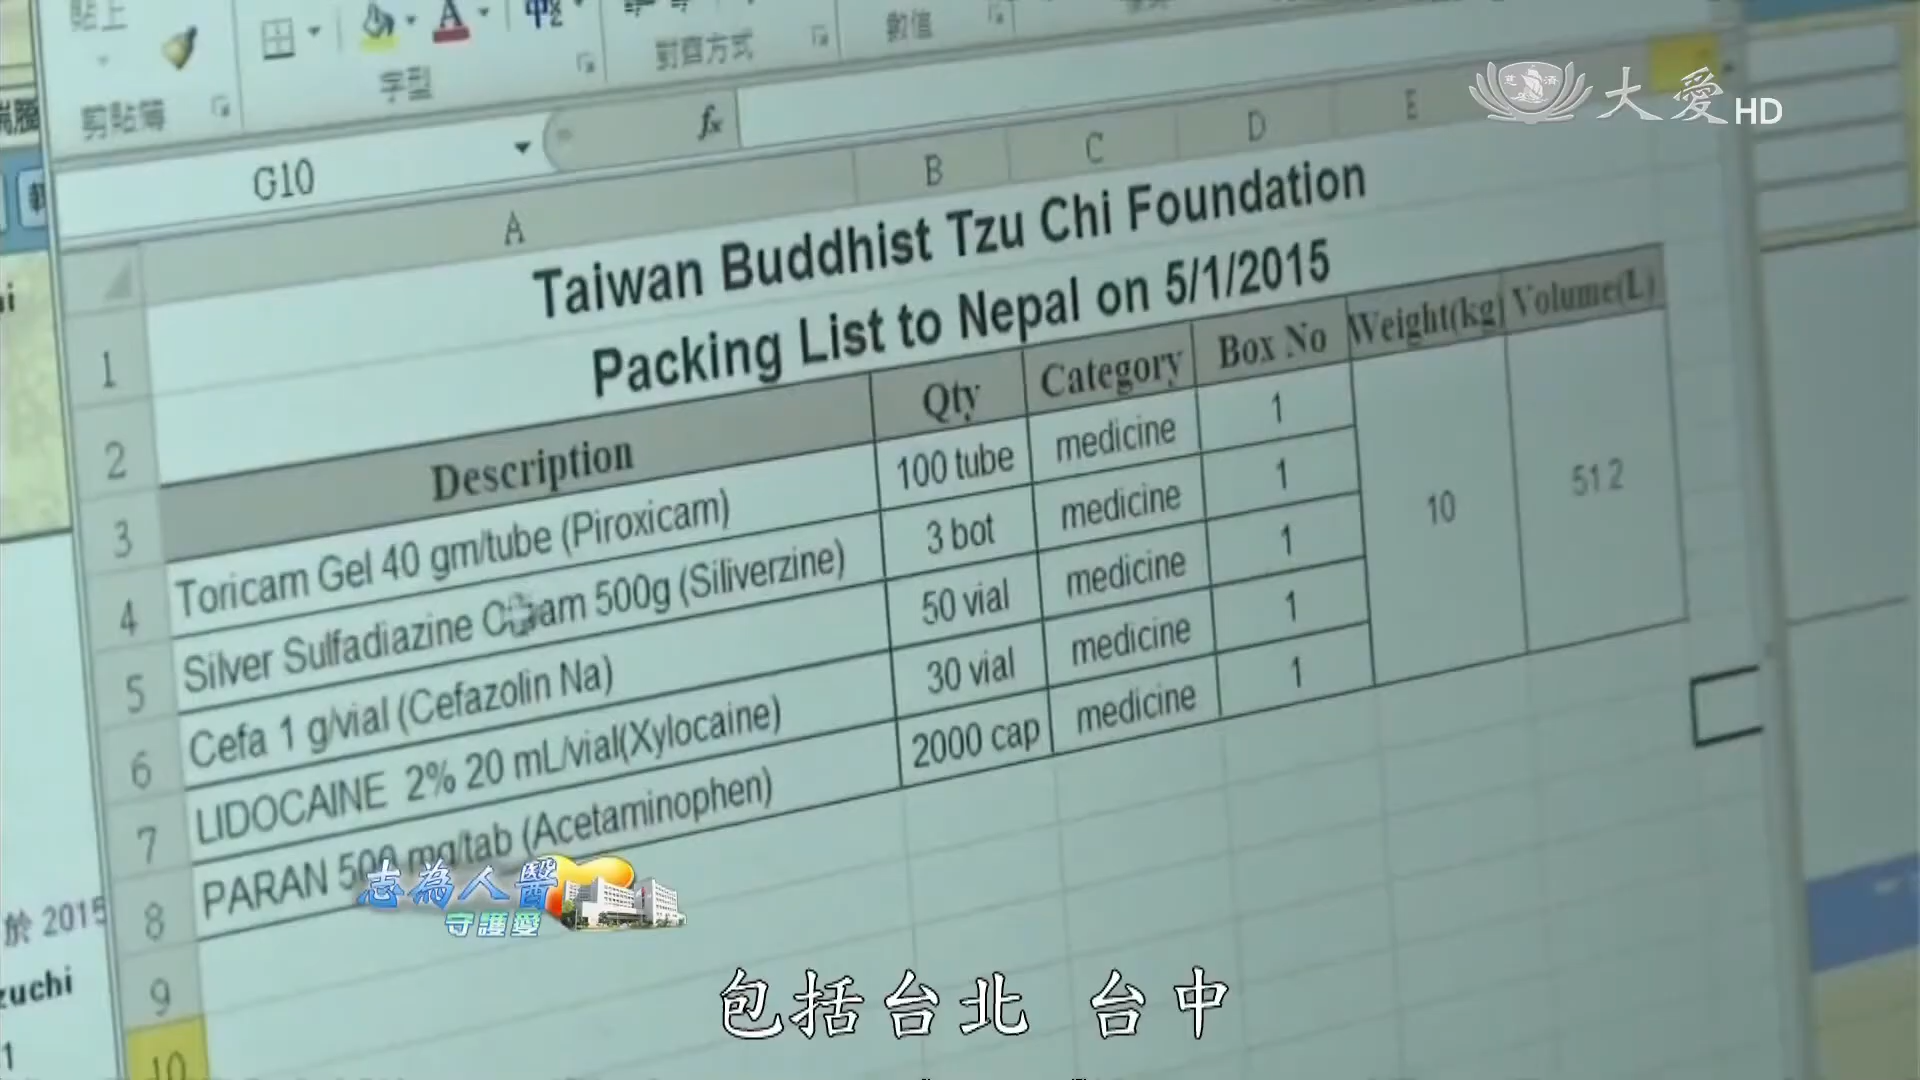 貼上
剪貼簿
字型
對齊方式
數值
大愛HD
G10
fx
A B C D E
1 Taiwan Buddhist Tzu Chi Foundation
Packing List to Nepal on 5/1/2015
2 Description Qty Category Box No Weight(kg) Volume(L)
3 Toricam Gel 40 gm/tube (Piroxicam) 100 tube medicine 1 10 51.2
4 Silver Sulfadiazine Cream 500g (Siliverzine) 3 bot medicine 1
5 Cefa 1 g/vial (Cefazolin Na) 50 vial medicine 1
6 LIDOCAINE 2% 20 mL/vial(Xylocaine) 30 vial medicine 1
7 PARAN 500 mg/tab (Acetaminophen) 2000 cap medicine 1
8
9
10
於 2015
zuchi
1
志為人醫
守護愛
包括台北 台中